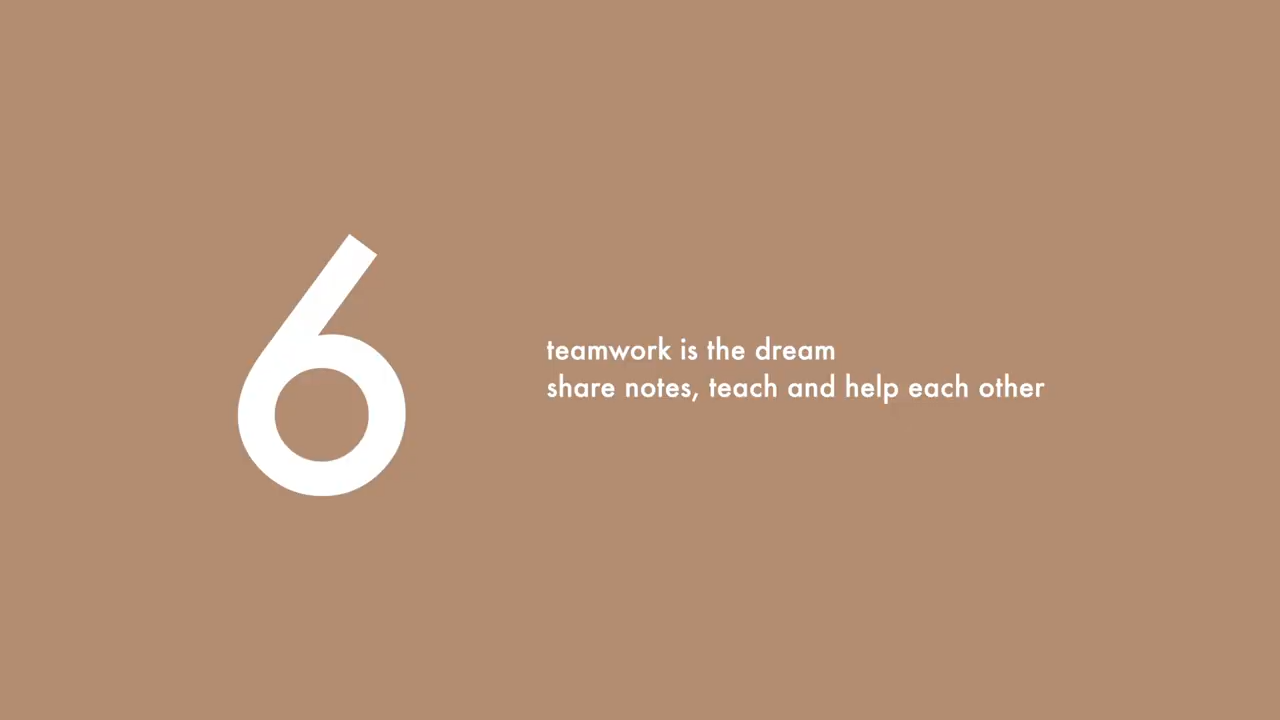 6
teamwork is the dream
share notes, teach and help each other